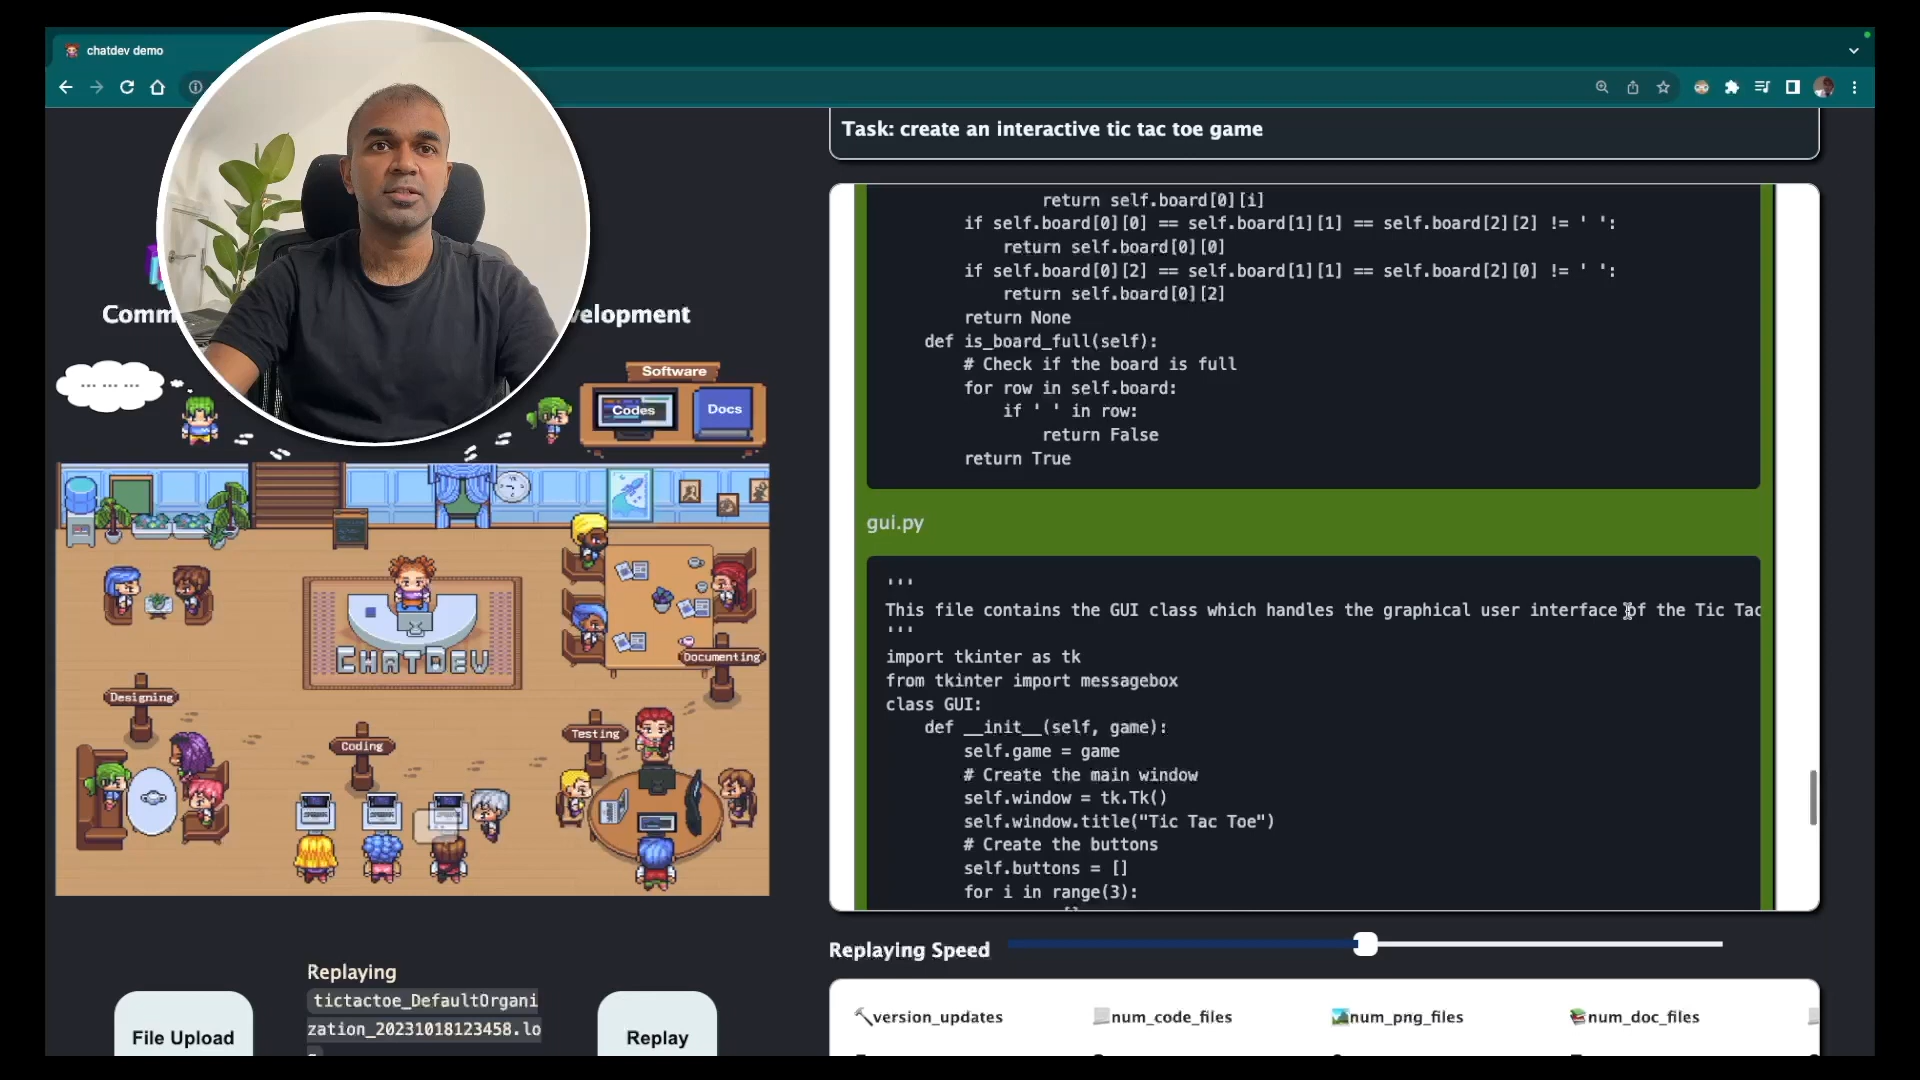 chatdev demo
Task: create an interactive tic tac toe game
return self.board[0][i]
if self.board[0][0] == self.board[1][1] == self.board[2][2] != ' ':
return self.board[0][0]
if self.board[0][2] == self.board[1][1] == self.board[2][0] != ' ':
return self.board[0][2]
return None
def is_board_full(self):
# Check if the board is full
for row in self.board:
if ' ' in row:
return False
return True
gui.py
'''
This file contains the GUI class which handles the graphical user interface of the Tic Tac
'''
import tkinter as tk
from tkinter import messagebox
class GUI:
def __init__(self, game):
self.game = game
# Create the main window
self.window = tk.Tk()
self.window.title("Tic Tac Toe")
# Create the buttons
self.buttons = []
for i in range(3):
Comm
velopment
... ... ...
Software
Codes
Docs
CHATDEV
Documenting
Designing
Coding
Testing
Replaying Speed
Replaying
tictactoe_DefaultOrgani
zation_20231018123458.lo
File Upload
Replay
version_updates
num_code_files
num_png_files
num_doc_files